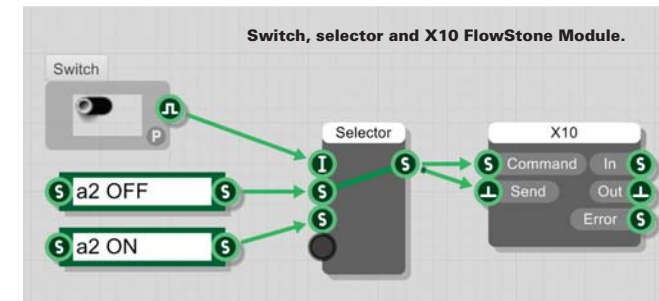 Switch, selector and X10 FlowStone Module.
Switch
P
Selector
X10
I
S
S Command In S
S a2 OFF S
S
Send Out
S
Error S
S a2 ON S